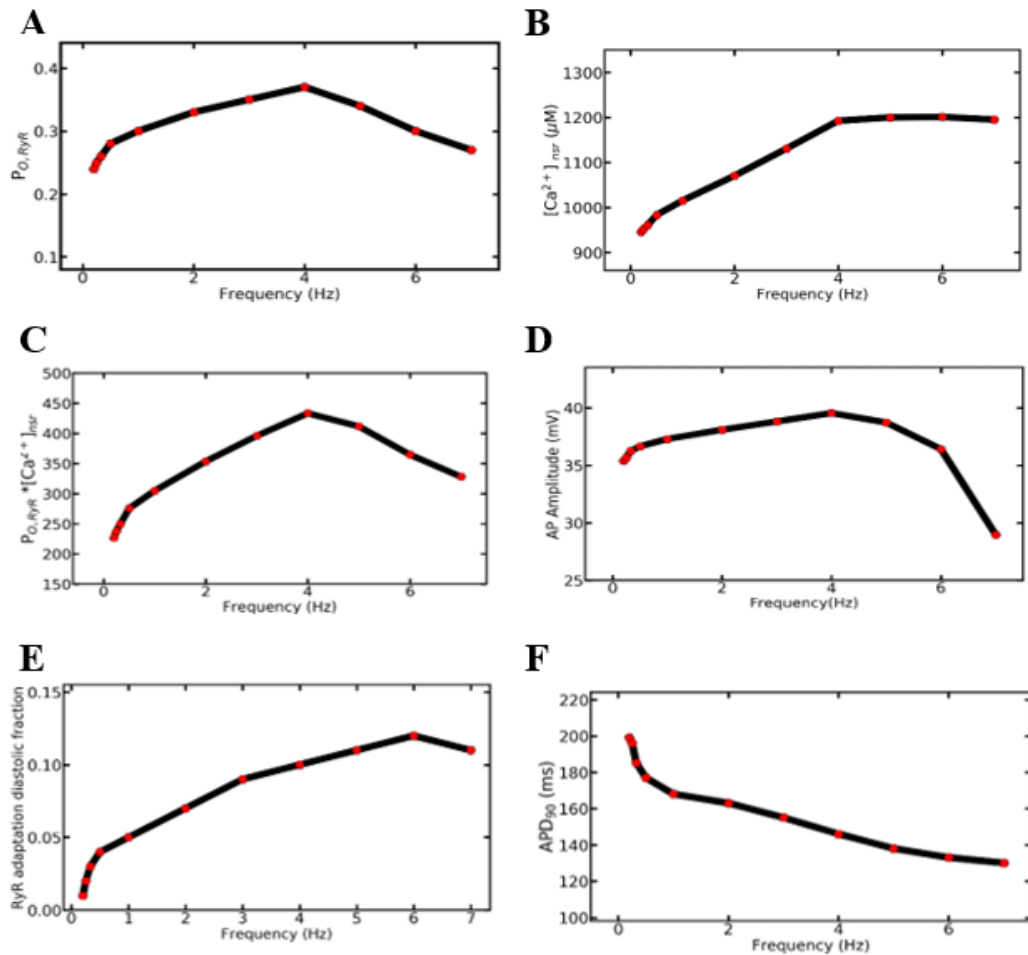 A
0.4
0.3
0.2
0.1
P_{O,RyR}
0 2 4 6
Frequency (Hz)
B
1300
1200
1100
1000
900
[Ca²⁺]_{nsr} (μM)
0 2 4 6
Frequency (Hz)
C
500
450
400
350
300
250
200
150
P_{O,RyR} *[Ca²⁺]_{nsr}
0 2 4 6
Frequency (Hz)
D
40
35
30
25
AP Amplitude (mV)
0 2 4 6
Frequency(Hz)
E
0.15
0.10
0.05
0.00
RyR adaptation diastolic fraction
0 1 2 3 4 5 6 7
Frequency (Hz)
F
220
200
180
160
140
120
100
APD₉₀ (ms)
0 2 4 6
Frequency (Hz)